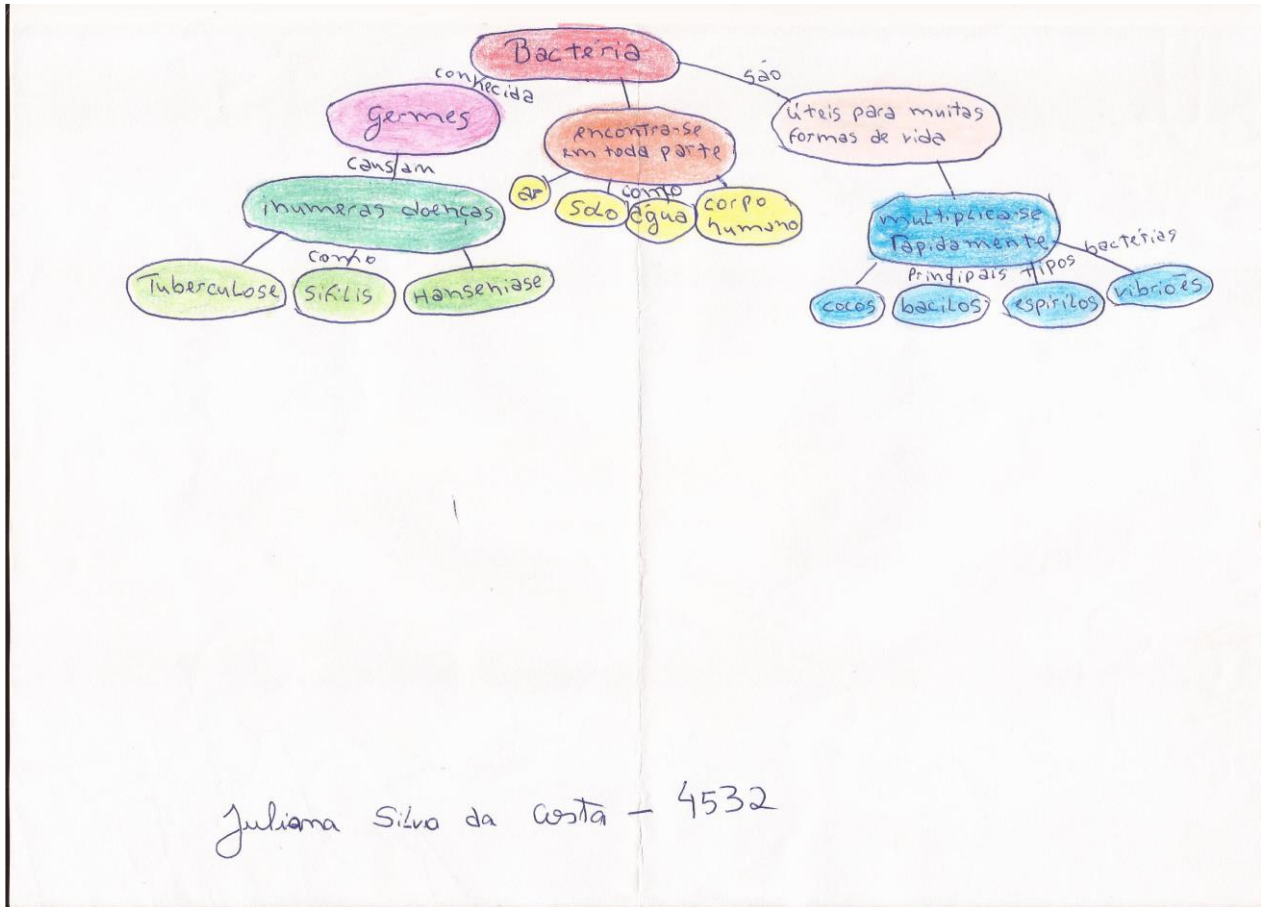 Bactéria
conhecida
são
germes
encontra-se
em toda parte
úteis para muitas
formas de vida
causam
como
inumeras doenças
ar
solo
água
corpo
humano
multiplica-se
rapidamente
como
Principais Tipos bactérias
Tuberculose
Sífilis
Hanseníase
cocos
bacilos
espirilos
vibriões
Juliana Silva da Costa - 4532